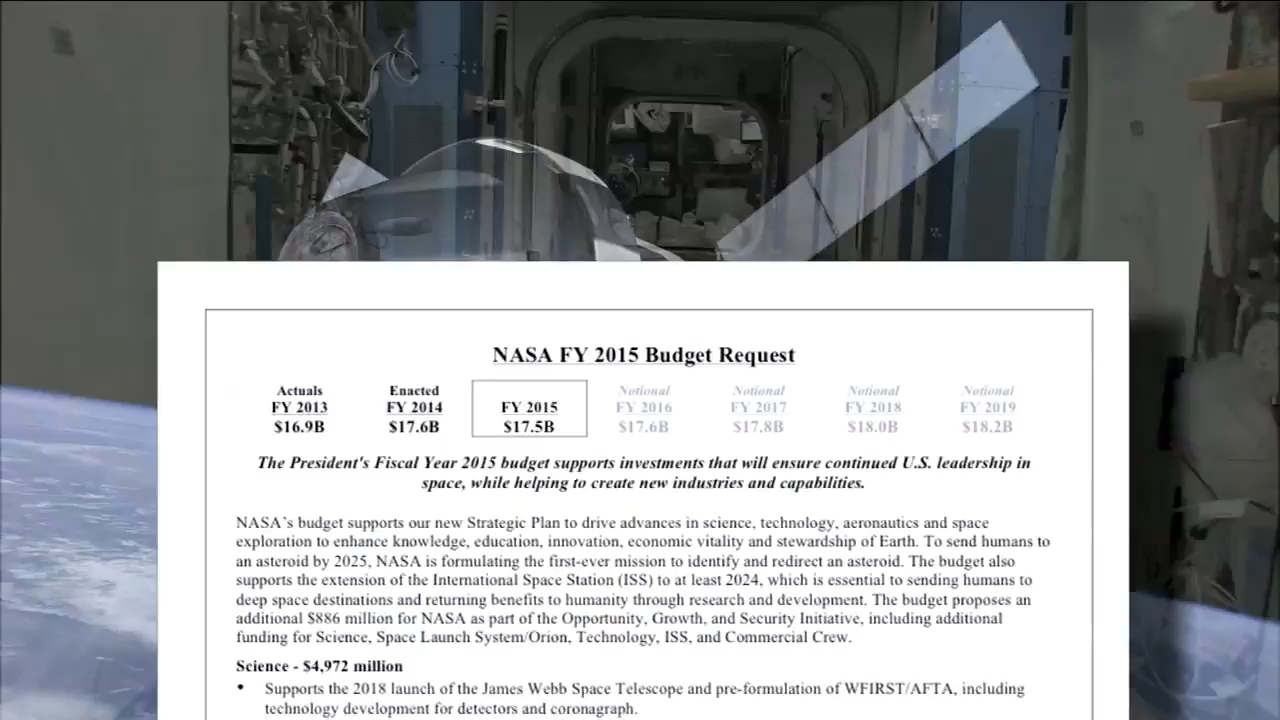 NASA FY 2015 Budget Request
Actuals Enacted Notional Notional Notional Notional
FY 2013 FY 2014 FY 2015 FY 2016 FY 2017 FY 2018 FY 2019
$16.9B $17.6B $17.5B $17.6B $17.8B $18.0B $18.2B
The President's Fiscal Year 2015 budget supports investments that will ensure continued U.S. leadership in
space, while helping to create new industries and capabilities.
NASA's budget supports our new Strategic Plan to drive advances in science, technology, aeronautics and space
exploration to enhance knowledge, education, innovation, economic vitality and stewardship of Earth. To send humans to
an asteroid by 2025, NASA is formulating the first-ever mission to identify and redirect an asteroid. The budget also
supports the extension of the International Space Station (ISS) to at least 2024, which is essential to sending humans to
deep space destinations and returning benefits to humanity through research and development. The budget proposes an
additional $886 million for NASA as part of the Opportunity, Growth, and Security Initiative, including additional
funding for Science, Space Launch System/Orion, Technology, ISS, and Commercial Crew.
Science - $4,972 million
• Supports the 2018 launch of the James Webb Space Telescope and pre-formulation of WFIRST/AFTA, including
technology development for detectors and coronagraph.